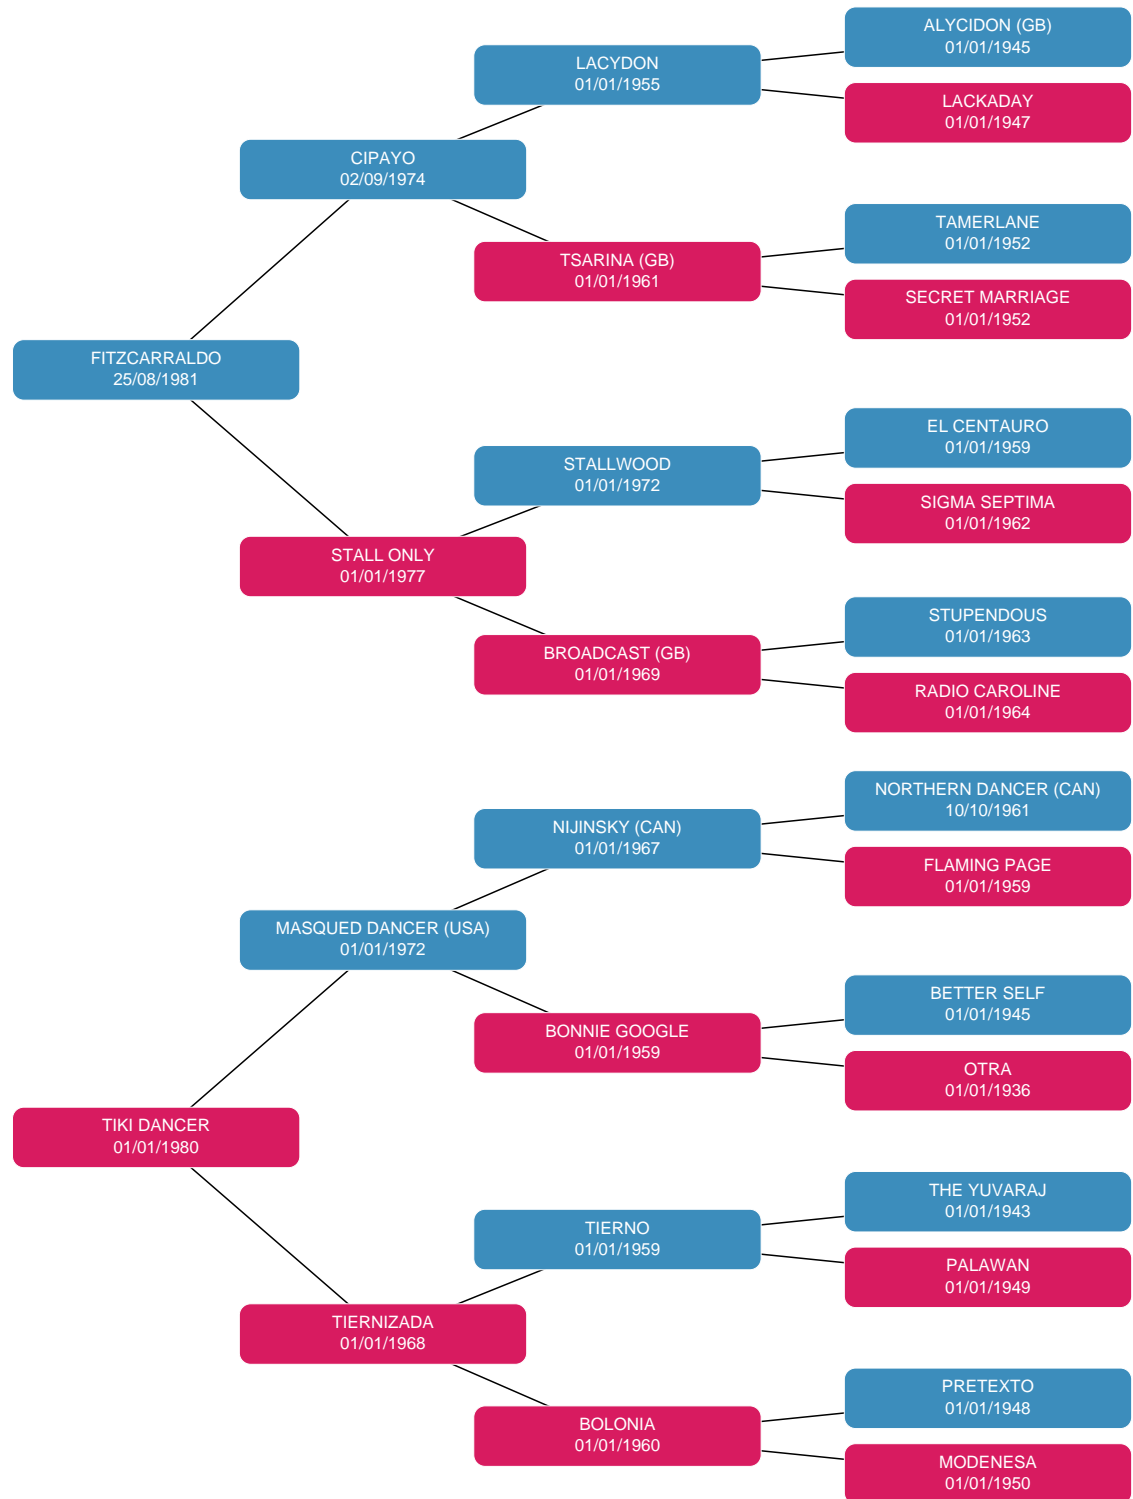 ALYCIDON (GB)
01/01/1945
LACYDON
01/01/1955
LACKADAY
01/01/1947
CIPAYO
02/09/1974
TAMERLANE
01/01/1952
TSARINA (GB)
01/01/1961
SECRET MARRIAGE
01/01/1952
FITZCARRALDO
25/08/1981
EL CENTAURO
01/01/1959
STALLWOOD
01/01/1972
SIGMA SEPTIMA
01/01/1962
STALL ONLY
01/01/1977
STUPENDOUS
01/01/1963
BROADCAST (GB)
01/01/1969
RADIO CAROLINE
01/01/1964
NORTHERN DANCER (CAN)
10/10/1961
NIJINSKY (CAN)
01/01/1967
FLAMING PAGE
01/01/1959
MASQUED DANCER (USA)
01/01/1972
BETTER SELF
01/01/1945
BONNIE GOOGLE
01/01/1959
OTRA
01/01/1936
TIKI DANCER
01/01/1980
THE YUVARAJ
01/01/1943
TIERNO
01/01/1959
PALAWAN
01/01/1949
TIERNIZADA
01/01/1968
PRETEXTO
01/01/1948
BOLONIA
01/01/1960
MODENESA
01/01/1950